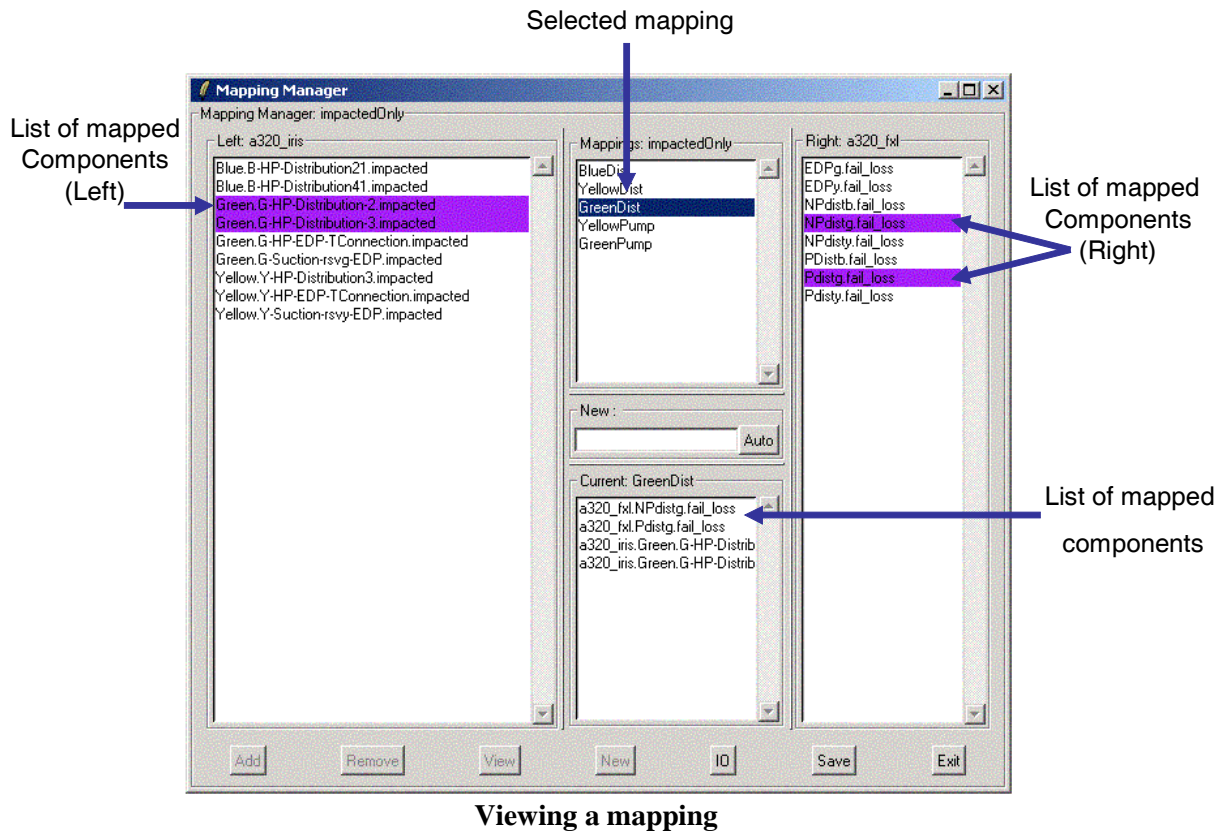 Selected mapping
Mapping Manager
Mapping Manager: impactedOnly
List of mapped
Components
(Left)
Left: a320_iris
Blue.B-HP-Distribution21.impacted
Blue.B-HP-Distribution41.impacted
Green.G-HP-Distribution-2.impacted
Green.G-HP-Distribution-3.impacted
Green.G-HP-EDP-TConnection.impacted
Green.G-Suction-rsvg-EDP.impacted
Yellow.Y-HP-Distribution3.impacted
Yellow.Y-HP-EDP-TConnection.impacted
Yellow.Y-Suction-rsvy-EDP.impacted
Mappings: impactedOnly
BlueDist
YellowDist
GreenDist
YellowPump
GreenPump
New :
Auto
Current: GreenDist
a320_fxl.NPdistg.fail_loss
a320_fxl.Pdistg.fail_loss
a320_iris.Green.G-HP-Distrib
a320_iris.Green.G-HP-Distrib
Right: a320_fxl
EDPg.fail_loss
EDPy.fail_loss
NPdistb.fail_loss
NPdistg.fail_loss
NPdisty.fail_loss
PDistb.fail_loss
Pdistg.fail_loss
Pdisty.fail_loss
List of mapped
Components
(Right)
List of mapped
components
Add
Remove
View
New
IO
Save
Exit
Viewing a mapping